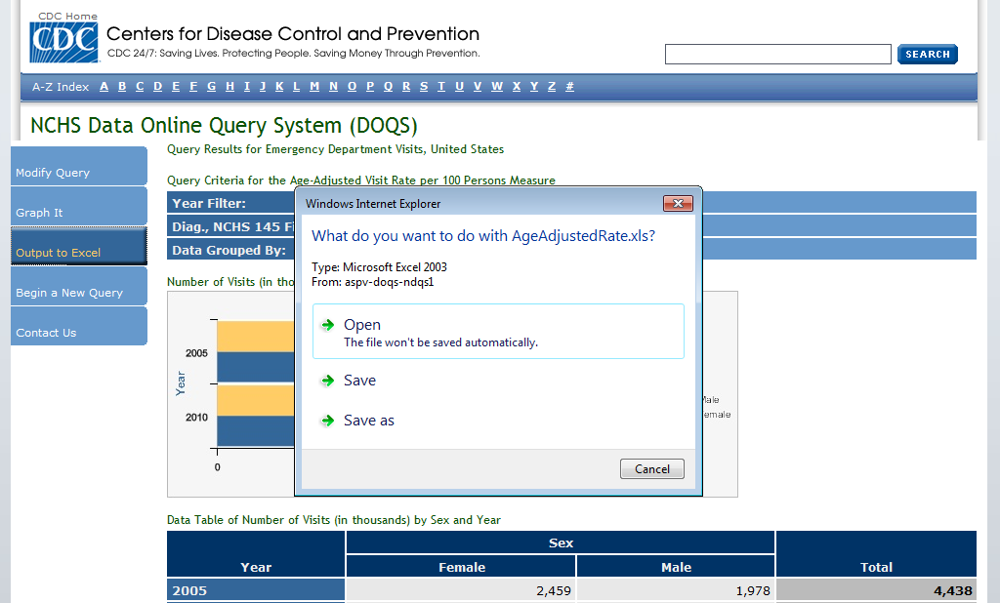 CDC Home
CDC
Centers for Disease Control and Prevention
CDC 24/7: Saving Lives. Protecting People. Saving Money Through Prevention.
SEARCH
A-Z Index A B C D E F G H I J K L M N O P Q R S T U V W X Y Z #
NCHS Data Online Query System (DOQS)
Modify Query
Graph It
Output to Excel
Begin a New Query
Contact Us
Query Results for Emergency Department Visits, United States
Query Criteria for the Age-Adjusted Visit Rate per 100 Persons Measure
Year Filter:
Diag., NCHS 145 Fi
Data Grouped By:
Windows Internet Explorer
What do you want to do with AgeAdjustedRate.xls?
Type: Microsoft Excel 2003
From: aspv-doqs-ndqs1
Open
The file won't be saved automatically.
Save
Save as
Cancel
Number of Visits (in tho
Year
2005
2010
0
Male
emale
Data Table of Number of Visits (in thousands) by Sex and Year
Year
Sex
Female
Male
Total
2005 2,459 1,978 4,438